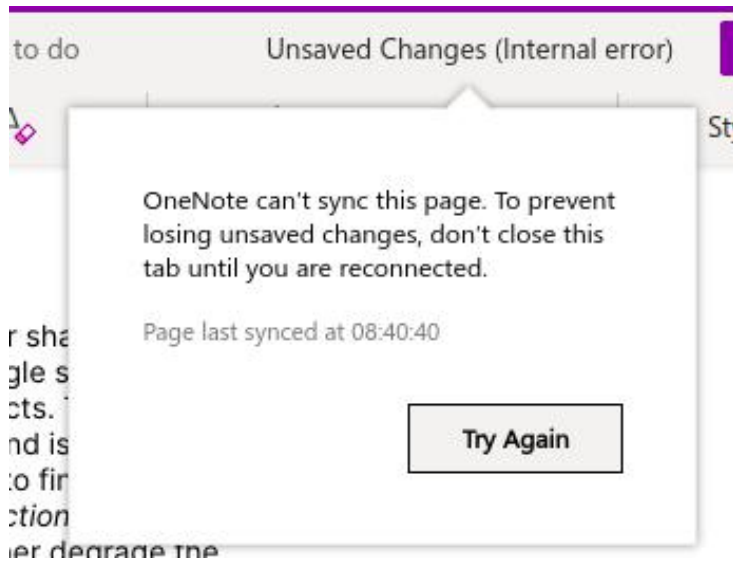 to do
Unsaved Changes (Internal error)
OneNote can't sync this page. To prevent
losing unsaved changes, don't close this
tab until you are reconnected.
Page last synced at 08:40:40
Try Again